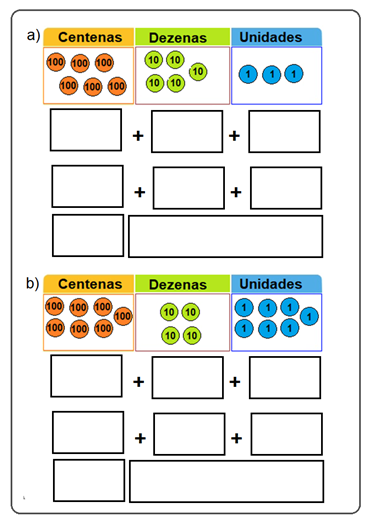 a) Centenas Dezenas Unidades
100 100 100 10 10 10 1 1 1
100 100 100 10 10
+ +
+ +
b) Centenas Dezenas Unidades
100 100 100 100 10 10 1 1 1 1
100 100 100 10 10 1 1 1
+ +
+ +